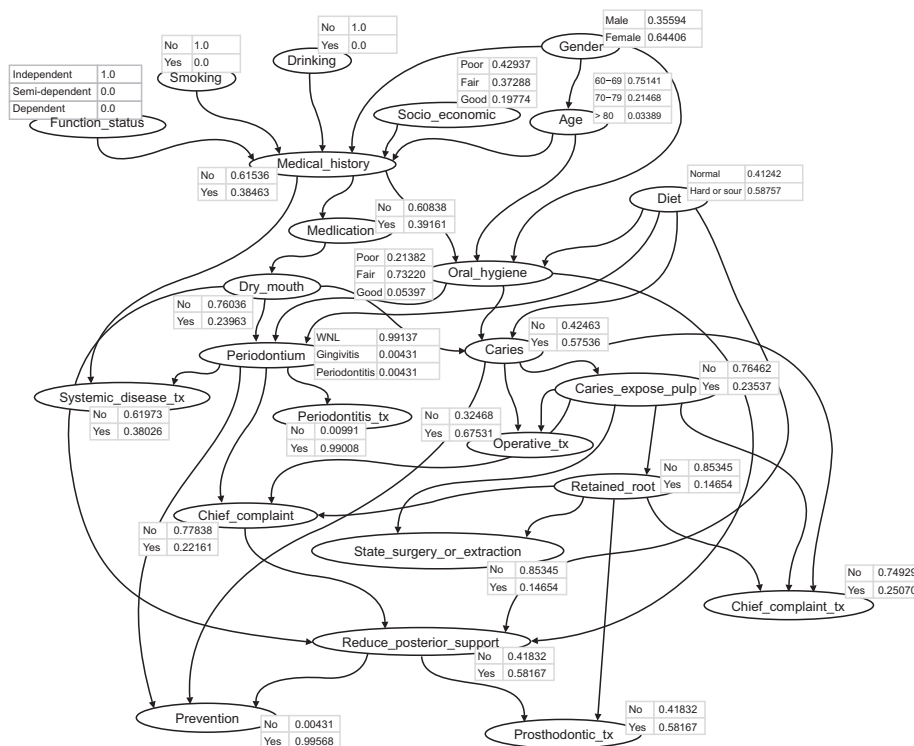 Male 0.35594
Female 0.64406
No 1.0
Yes 0.0
No 1.0
Yes 0.0
Gender
Drinking
Poor 0.42937
Fair 0.37288
Good 0.19774
Independent 1.0
Semi-dependent 0.0
Dependent 0.0
Smoking
60–69 0.75141
70–79 0.21468
> 80 0.03389
Function_status
Socio_economic
Age
Medical_history
No 0.61536
Yes 0.38463
Normal 0.41242
Hard or sour 0.58757
Diet
No 0.60838
Yes 0.39161
Medlication
Poor 0.21382
Fair 0.73220
Good 0.05397
Oral_hygiene
Dry_mouth
No 0.76036
Yes 0.23963
No 0.42463
Yes 0.57536
WNL 0.99137
Gingivitis 0.00431
Periodontitis 0.00431
Periodontium
Caries
No 0.76462
Yes 0.23537
Caries_expose_pulp
Systemic_disease_tx
No 0.61973
Yes 0.38026
Periodontitis_tx
No 0.00991
Yes 0.99008
No 0.32468
Yes 0.67531
Operative_tx
No 0.85345
Yes 0.14654
Retained_root
Chief_complaint
No 0.77838
Yes 0.22161
State_surgery_or_extraction
No 0.85345
Yes 0.14654
No 0.74929
Yes 0.25070
Chief_complaint_tx
Reduce_posterior_support
No 0.41832
Yes 0.58167
Prevention
No 0.00431
Yes 0.99568
No 0.41832
Yes 0.58167
Prosthodontic_tx